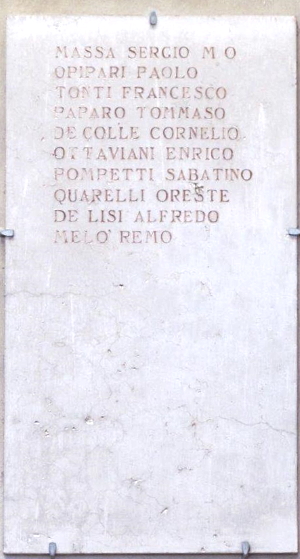 MASSA SERGIO M O
OPIPARI PAOLO
TONTI FRANCESCO
PAPARO TOMMASO
DE COLLE CORNELIO
OTTAVIANI ENRICO
POMPETTI SABATINO
QUARELLI ORESTE
DE LISI ALFREDO
MELO' REMO